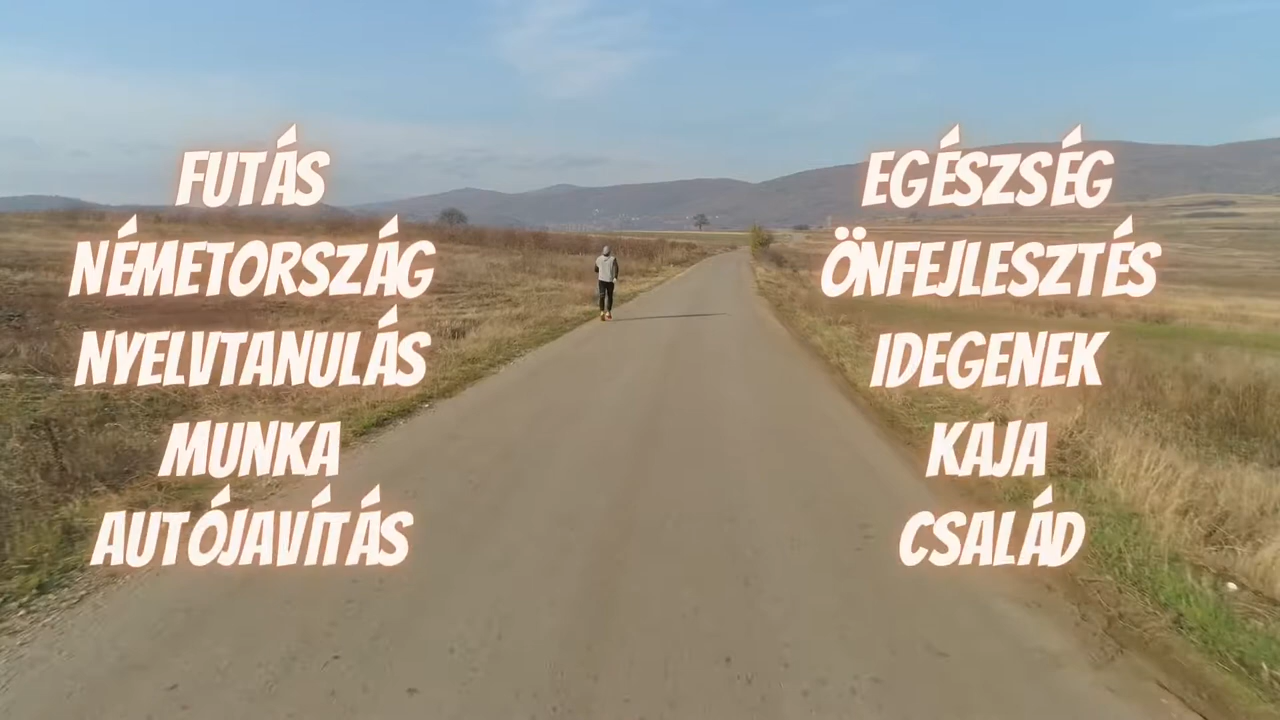 FUTÁS
NÉMETORSZÁG
NYELVTANULÁS
MUNKA
AUTÓJAVÍTÁS
EGÉSZSÉG
ÖNFEJLESZTÉS
IDEGENEK
KAJA
CSALÁD